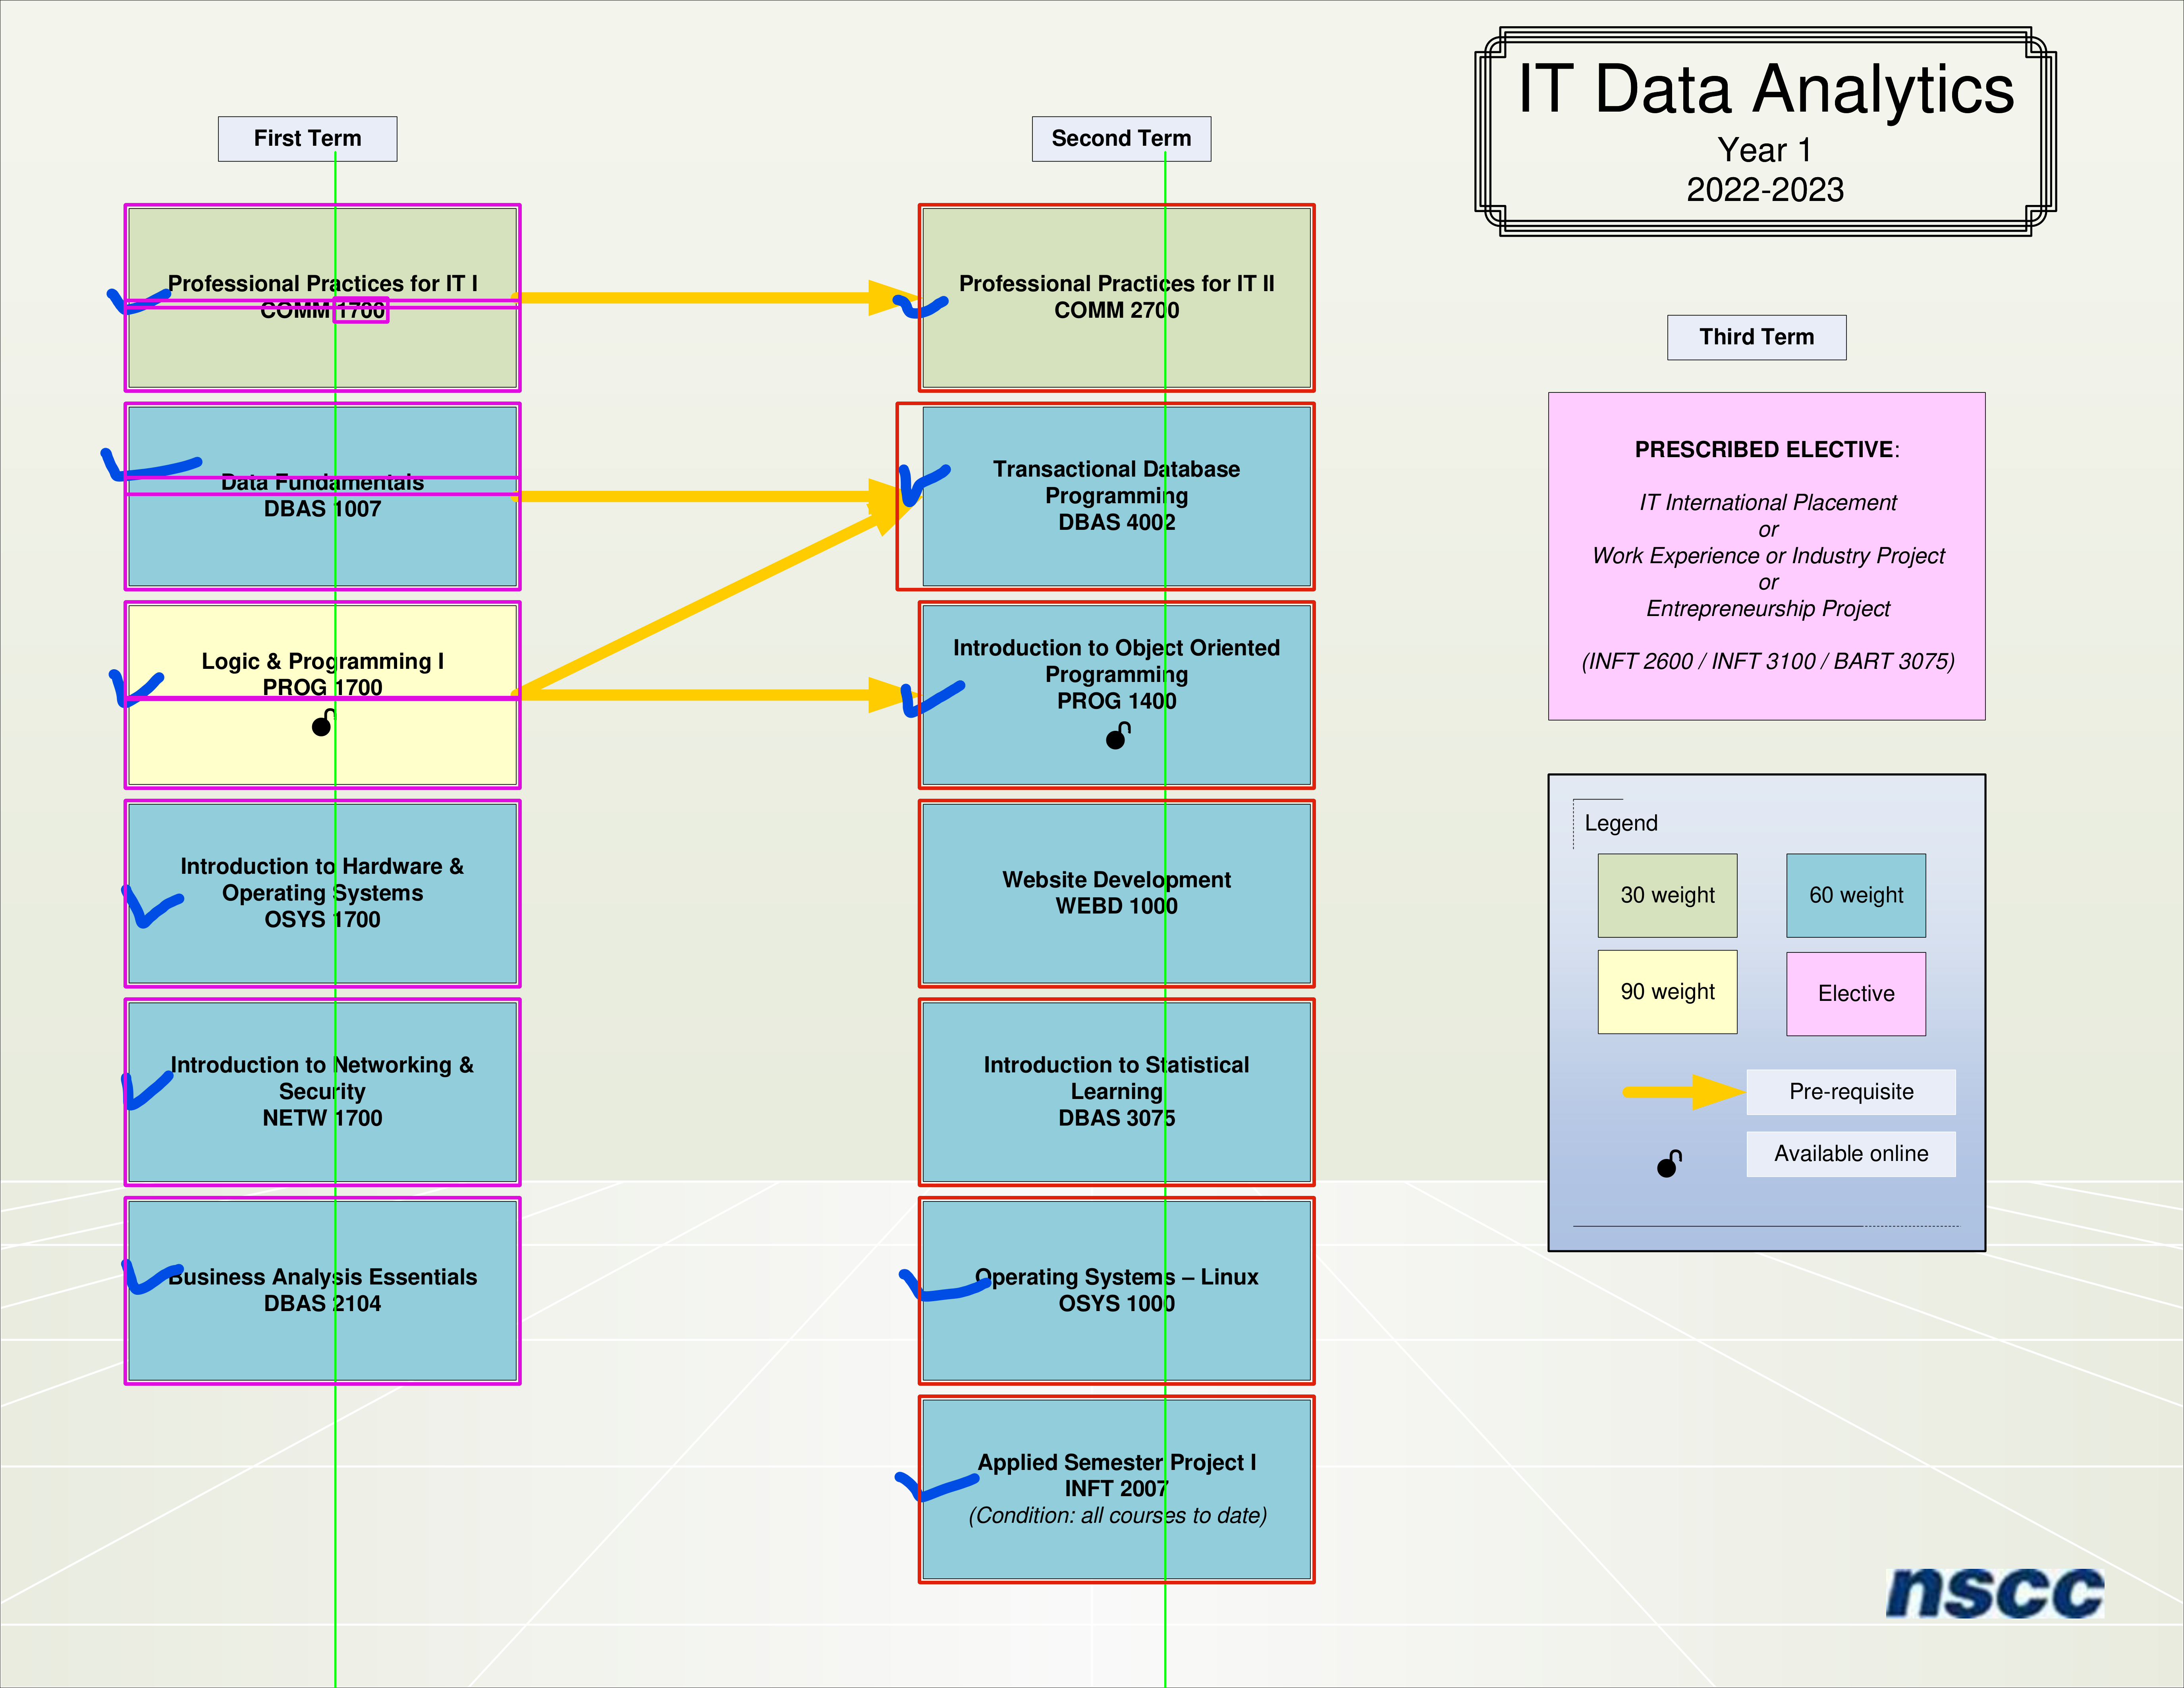 IT Data Analytics
Year 1
2022-2023
First Term
Professional Practices for IT I
COMM 1700
Data Fundamentals
DBAS 1007
Logic & Programming I
PROG 1700
Introduction to Hardware &
Operating Systems
OSYS 1700
Introduction to Networking &
Security
NETW 1700
Business Analysis Essentials
DBAS 2104
Second Term
Professional Practices for IT II
COMM 2700
Transactional Database
Programming
DBAS 4002
Introduction to Object Oriented
Programming
PROG 1400
Website Development
WEBD 1000
Introduction to Statistical
Learning
DBAS 3075
Operating Systems – Linux
OSYS 1000
Applied Semester Project I
INFT 2007
(Condition: all courses to date)
Third Term
PRESCRIBED ELECTIVE:
IT International Placement
or
Work Experience or Industry Project
or
Entrepreneurship Project
(INFT 2600 / INFT 3100 / BART 3075)
Legend
30 weight
60 weight
90 weight
Elective
Pre-requisite
Available online
nscc